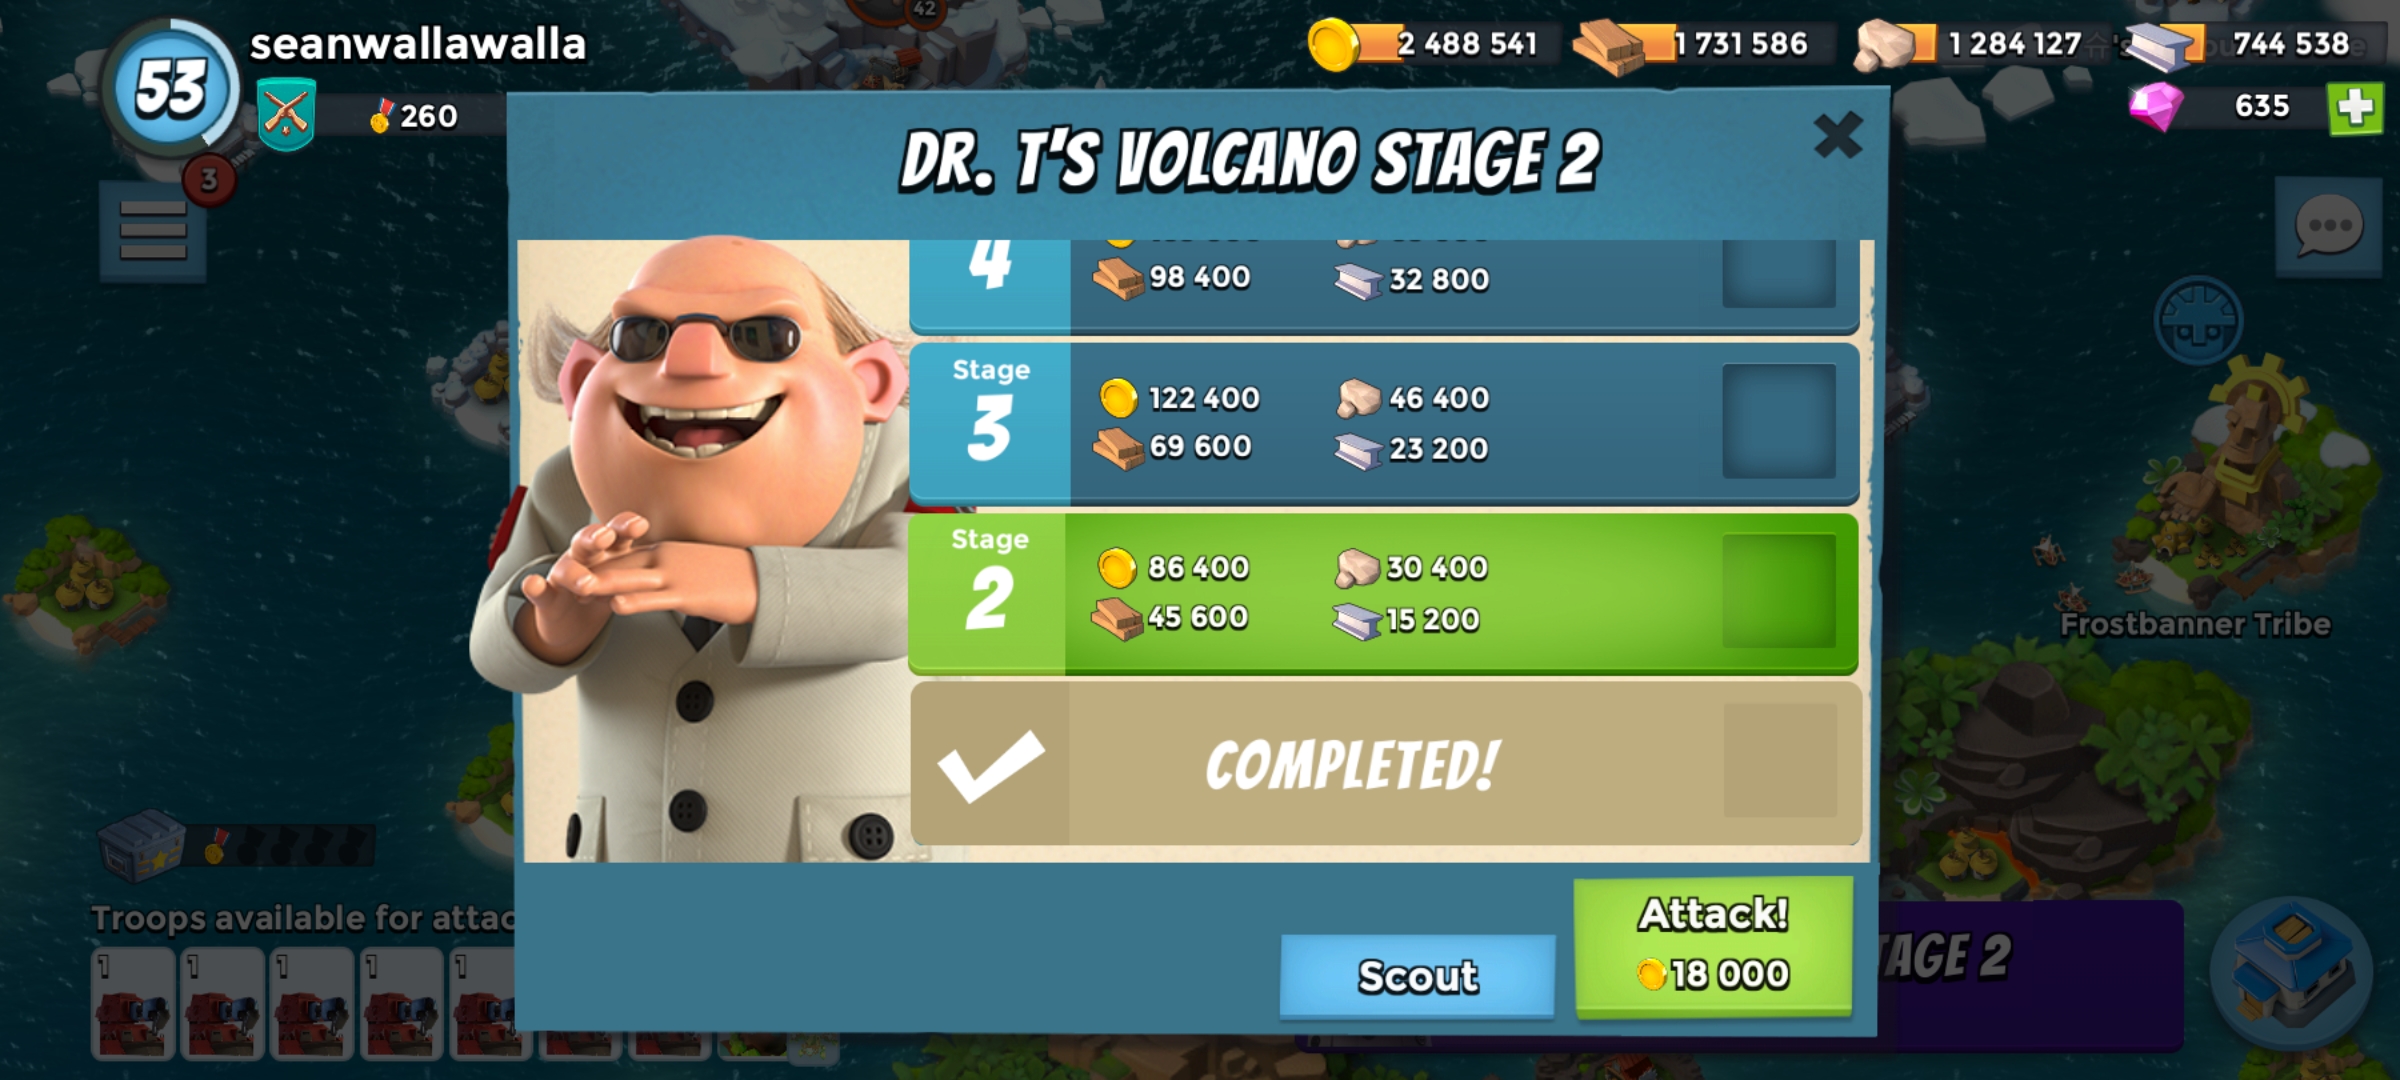 42
53
seanwallawalla
260
3
2 488 541
1 731 586
1 284 127
744 538
635
DR. T'S VOLCANO STAGE 2
4
98 400
32 800
Stage
3
122 400
46 400
69 600
23 200
Stage
2
86 400
30 400
45 600
15 200
COMPLETED!
Frostbanner Tribe
Troops available for attac
1 1 1 1 1
Scout
Attack!
18 000
TAGE 2